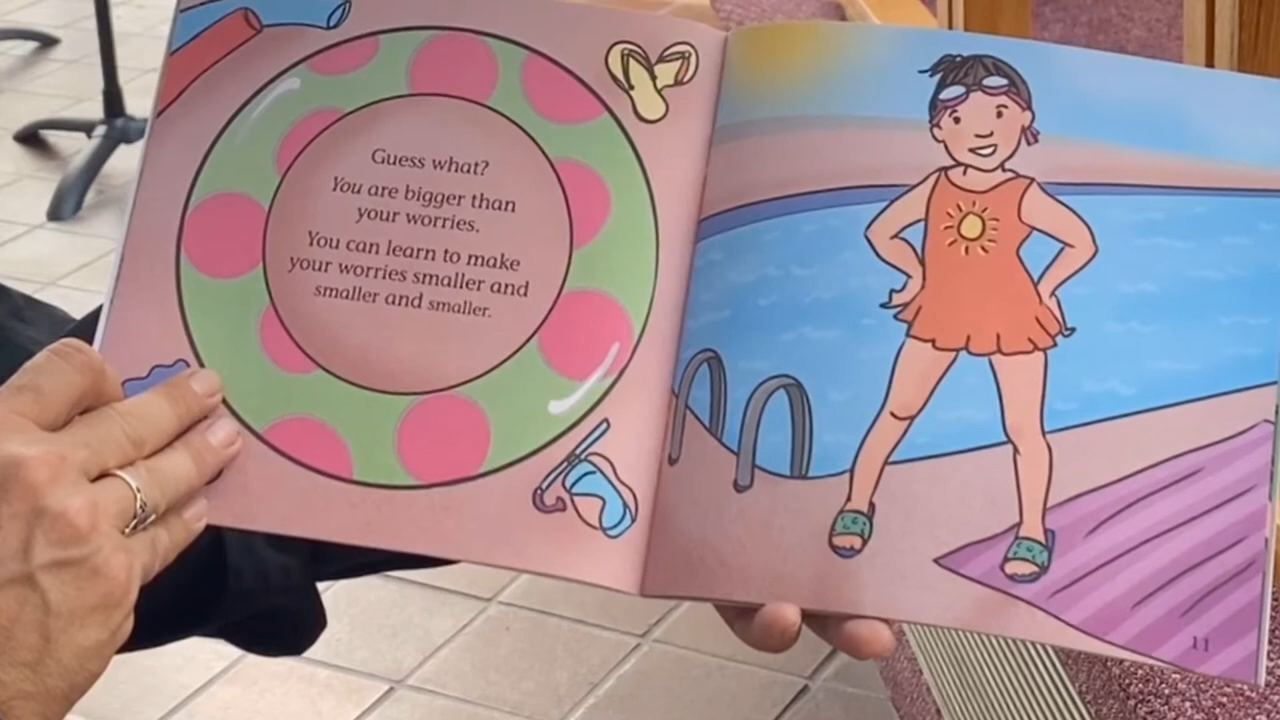 Guess what?
You are bigger than
your worries.
You can learn to make
your worries smaller and
smaller and smaller.
11